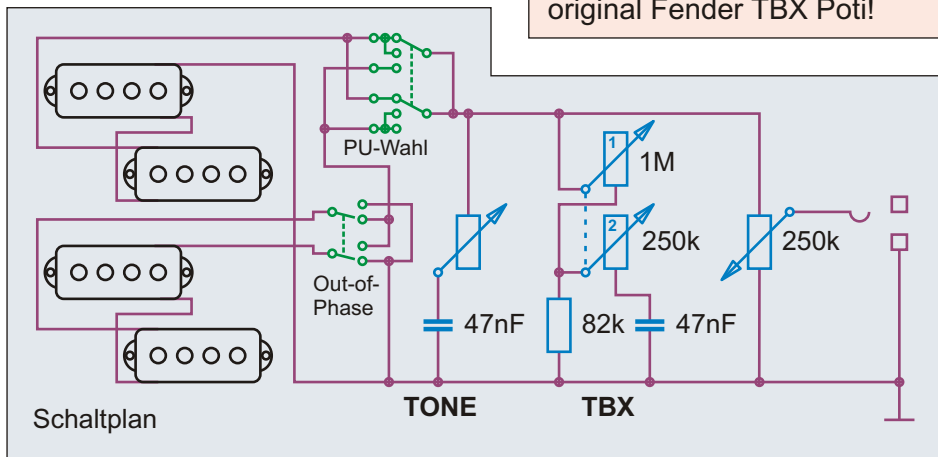 original Fender TBX Poti!
PU-Wahl
1
1M
2
250k
250k
Out-of-
Phase
47nF
82k
47nF
TONE
TBX
Schaltplan